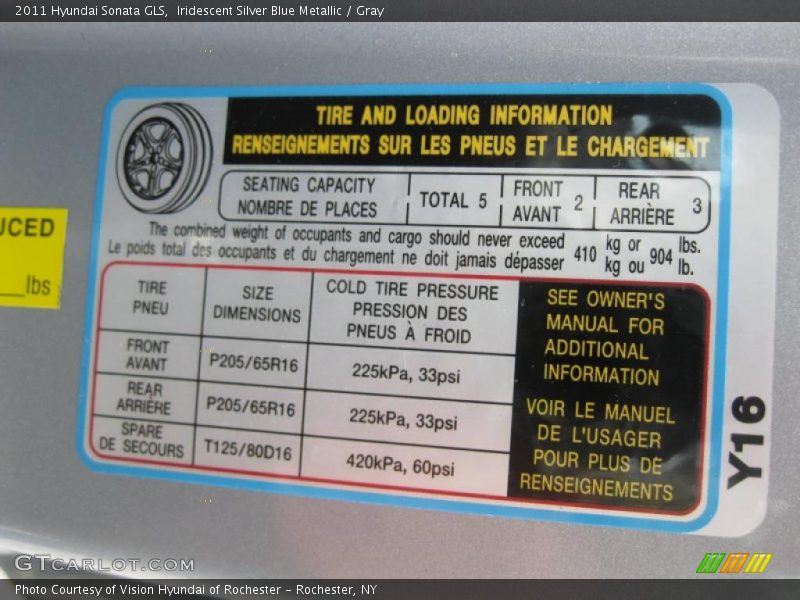 2011 Hyundai Sonata GLS, Iridescent Silver Blue Metallic / Gray
TIRE AND LOADING INFORMATION
RENSEIGNEMENTS SUR LES PNEUS ET LE CHARGEMENT
SEATING CAPACITY
NOMBRE DE PLACES
TOTAL 5
FRONT
AVANT
2
REAR
ARRIÈRE
3
The combined weight of occupants and cargo should never exceed
Le poids total des occupants et du chargement ne doit jamais dépasser
410 kg or 904 lbs.
kg ou lb.
UCED
lbs
TIRE
PNEU
SIZE
DIMENSIONS
COLD TIRE PRESSURE
PRESSION DES
PNEUS À FROID
FRONT
AVANT
P205/65R16
225kPa, 33psi
REAR
ARRIÈRE
P205/65R16
225kPa, 33psi
SPARE
DE SECOURS
T125/80D16
420kPa, 60psi
SEE OWNER'S
MANUAL FOR
ADDITIONAL
INFORMATION
VOIR LE MANUEL
DE L'USAGER
POUR PLUS DE
RENSEIGNEMENTS
Y16
GTCARLOT.COM
Photo Courtesy of Vision Hyundai of Rochester – Rochester, NY